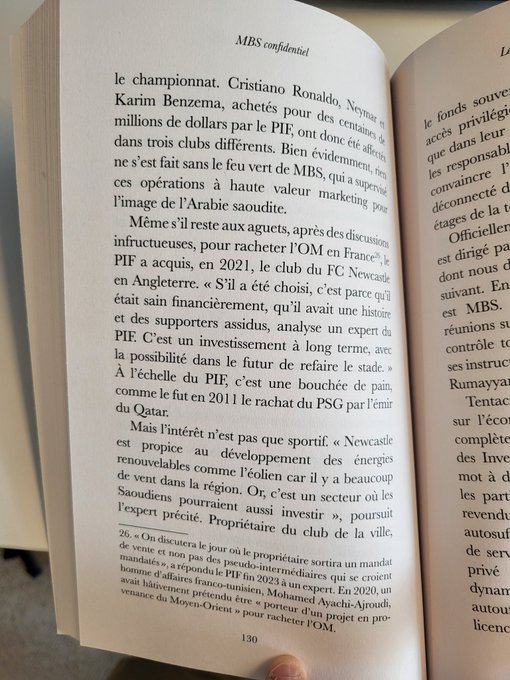 MBS confidentiel
le championnat. Cristiano Ronaldo, Neymar et
Karim Benzema, achetés pour des centaines de
millions de dollars par le PIF, ont donc été affectés
dans trois clubs différents. Bien évidemment, rien
ne s'est fait sans le feu vert de MBS, qui a supervisé
ces opérations à haute valeur marketing pour
l'image de l'Arabie saoudite.
Même s'il reste aux aguets, après des discussions
infructueuses, pour racheter l'OM en France26, le
PIF a acquis, en 2021, le club du FC Newcastle
en Angleterre. « S'il a été choisi, c'est parce qu'il
était sain financièrement, qu'il avait une histoire
et des supporters assidus, analyse un expert du
PIF. C'est un investissement à long terme, avec
la possibilité dans le futur de refaire le stade. »
À l'échelle du PIF, c'est une bouchée de pain,
comme le fut en 2011 le rachat du PSG par l'émir
du Qatar.
Mais l'intérêt n'est pas que sportif. « Newcastle
est propice au développement des énergies
renouvelables comme l'éolien car il y a beaucoup
de vent dans la région. Or, c'est un secteur où les
Saoudiens pourraient aussi investir », poursuit
l'expert précité. Propriétaire du club de la ville,
26. « On discutera le jour où le propriétaire sortira un mandat
de vente et non pas des pseudo-intermédiaires qui se croient
mandatés », a répondu le PIF fin 2023 à un expert. En 2020, un
homme d'affaires franco-tunisien, Mohamed Ayachi-Ajroudi,
avait hâtivement prétendu être « porteur d'un projet en pro-
venance du Moyen-Orient » pour racheter l'OM.
130
le fonds souver
accès privilégi
que dans leur
les responsabl
convaincre l'
déconnecté d
étages de la t
Officiellen
est dirigé pa
dont nous d
suivant. En
est MBS.
réunions su
contrôle to
ses instruct
Rumayyar
Tentac
sur l'éco
complète
des Inve
mot à d
les parti
revendu
autosuf
de serv
privé
dynam
autour
licenc